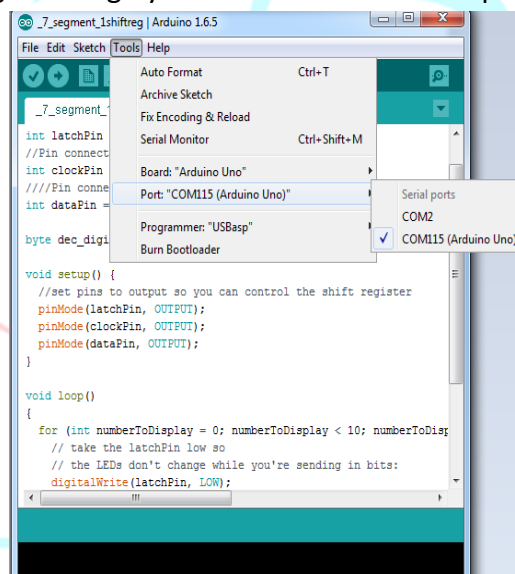 _7_segment_1shiftreg | Arduino 1.6.5
File Edit Sketch Tools Help
Auto Format Ctrl+T
Archive Sketch
Fix Encoding & Reload
Serial Monitor Ctrl+Shift+M
Board: "Arduino Uno"
Port: "COM115 (Arduino Uno)"
Programmer: "USBasp"
Burn Bootloader
Serial ports
COM2
COM115 (Arduino Uno)
_7_segment_1
int latchPin
//Pin connect
int clockPin
////Pin conne
int dataPin =
byte dec_digi
void setup() {
//set pins to output so you can control the shift register
pinMode(latchPin, OUTPUT);
pinMode(clockPin, OUTPUT);
pinMode(dataPin, OUTPUT);
}
void loop()
{
for (int numberToDisplay = 0; numberToDisplay < 10; numberToDisp
// take the latchPin low so
// the LEDs don't change while you're sending in bits:
digitalWrite(latchPin, LOW);